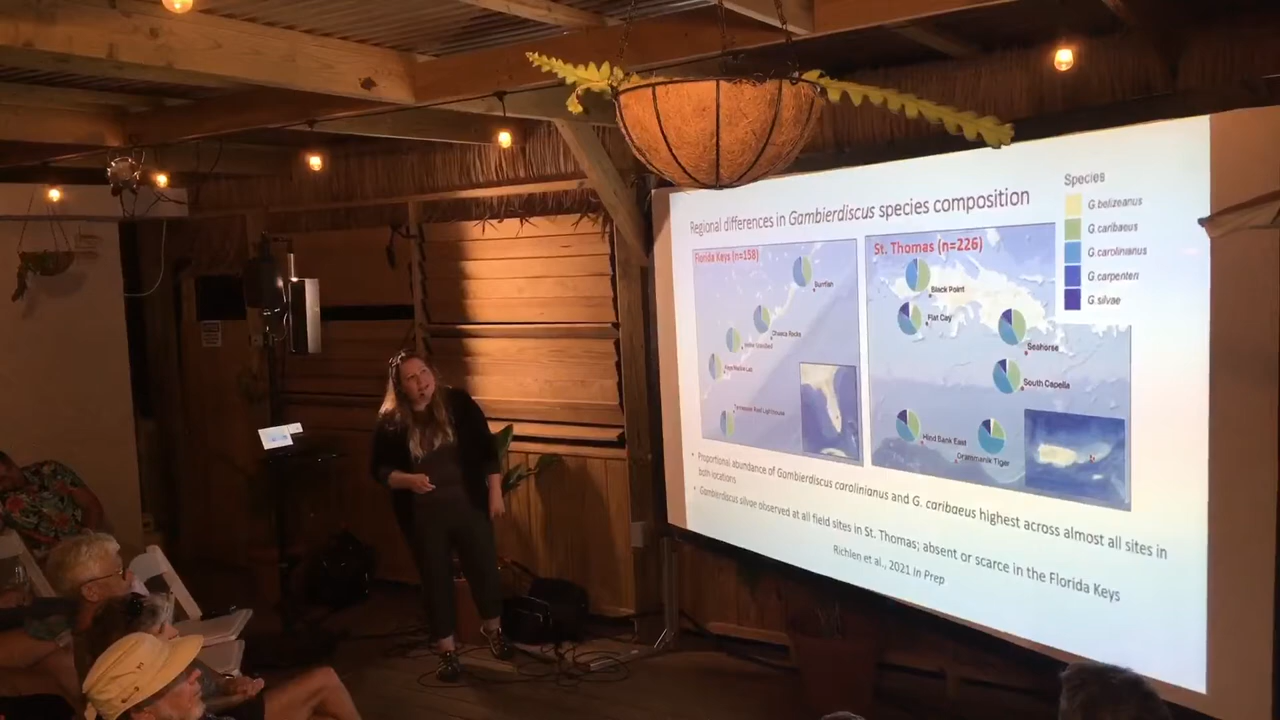 Regional differences in Gambierdiscus species composition
Species
G. belizeanus
G. caribaeus
G. carolinianus
G. carpenteri
G. silvae
Florida Keys (n=158)
Burrfish
Cheeca Rocks
Tennessee Reef Lighthouse
St. Thomas (n=226)
Black Point
Flat Cay
Seahorse
South Capella
Hind Bank East
Grammanik Tiger
• Proportional abundance of Gambierdiscus carolinianus and G. caribaeus highest across almost all sites in
both locations
• Gambierdiscus silvae observed at all field sites in St. Thomas; absent or scarce in the Florida Keys
Richlen et al., 2021 In Prep